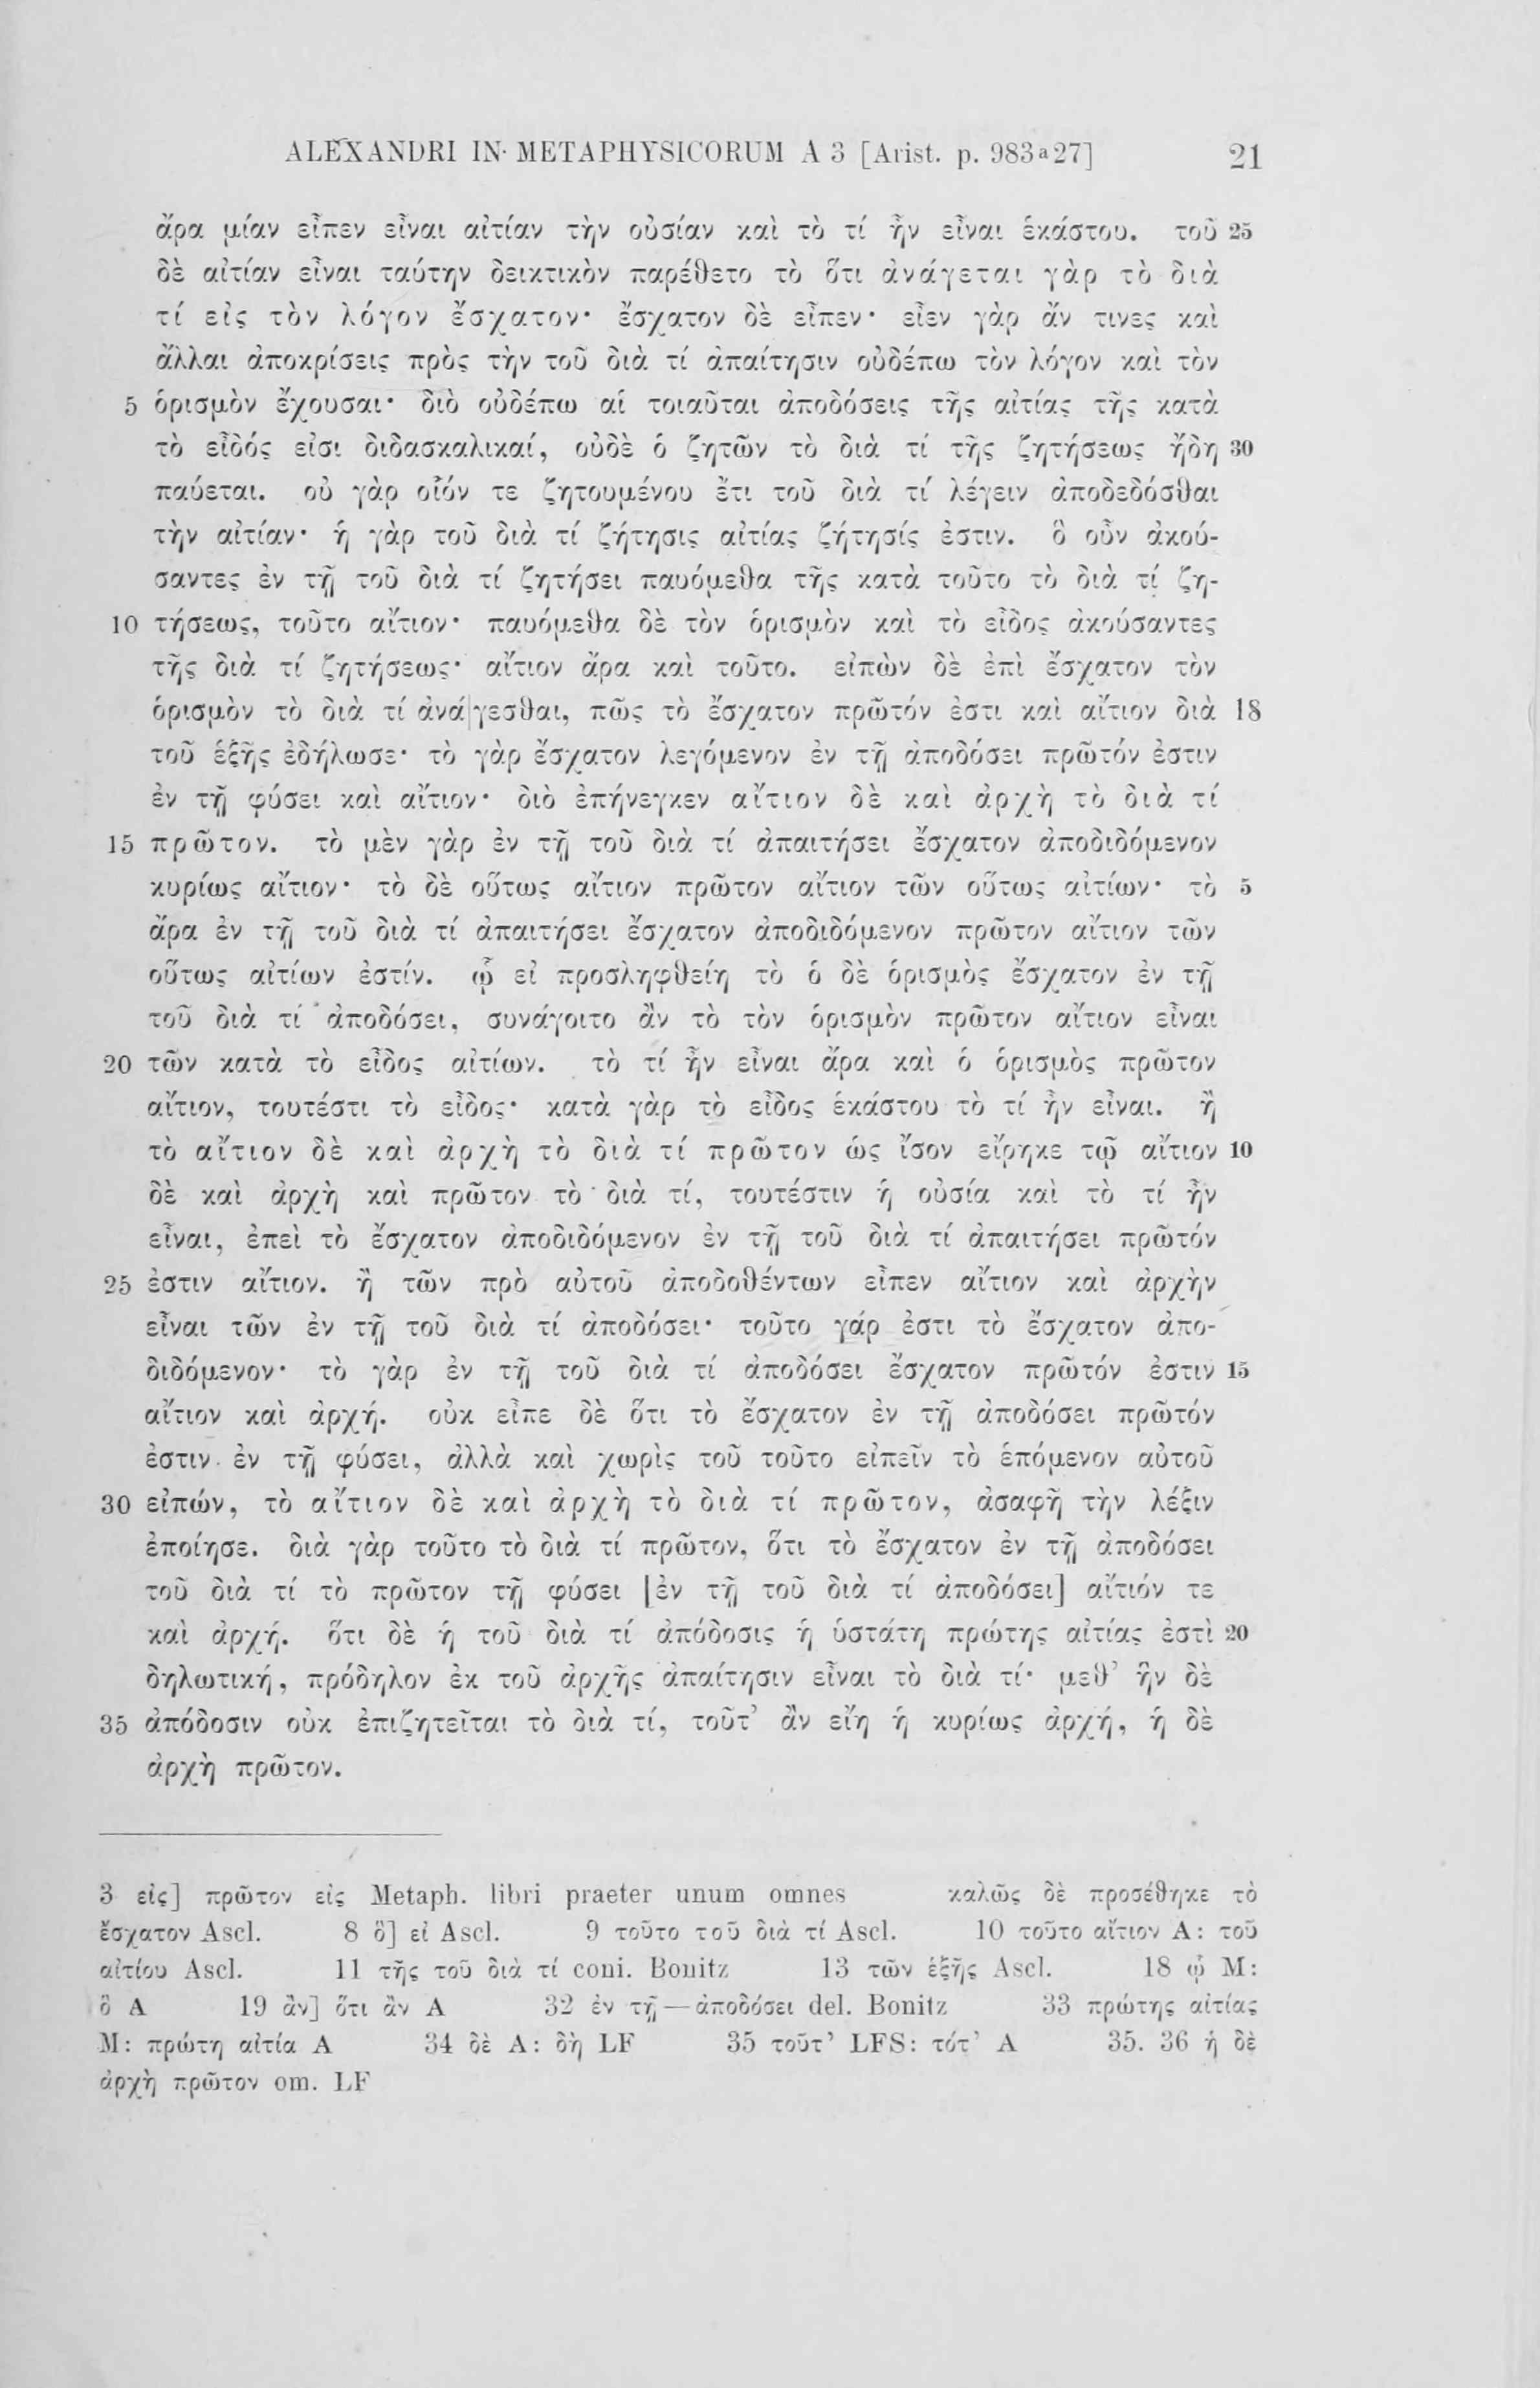 ALEXANDRI IN METAPHYSICORUM A 3 [Arist. p. 983ᵃ27] 21
ἄρα μίαν εἶπεν εἶναι αἰτίαν τὴν οὐσίαν καὶ τὸ τί ἦν εἶναι ἑκάστου. τοῦ 25
δὲ αἰτίαν εἶναι ταύτην δεικτικὸν παρέθετο τὸ ὅτι ἀνάγεται γὰρ τὸ διὰ
τί εἰς τὸν λόγον ἔσχατον· ἔσχατον δὲ εἶπεν· εἶεν γὰρ ἄν τινες καὶ
ἄλλαι ἀποκρίσεις πρὸς τὴν τοῦ διὰ τί ἀπαίτησιν οὐδέπω τὸν λόγον καὶ τὸν
5 ὁρισμὸν ἔχουσαι· διὸ οὐδέπω αἱ τοιαῦται ἀποδόσεις τῆς αἰτίας τῆς κατὰ
τὸ εἶδός εἰσι διδασκαλικαί, οὐδὲ ὁ ζητῶν τὸ διὰ τί τῆς ζητήσεως ἤδη 30
παύεται. οὐ γὰρ οἷόν τε ζητουμένου ἔτι τοῦ διὰ τί λέγειν ἀποδεδόσθαι
τὴν αἰτίαν· ἡ γὰρ τοῦ διὰ τί ζήτησις αἰτίας ζήτησίς ἐστιν. ὃ οὖν ἀκού-
σαντες ἐν τῇ τοῦ διὰ τί ζητήσει παυόμεθα τῆς κατὰ τοῦτο τὸ διὰ τί ζη-
10 τήσεως, τοῦτο αἴτιον· παυόμεθα δὲ τὸν ὁρισμὸν καὶ τὸ εἶδος ἀκούσαντες
τῆς διὰ τί ζητήσεως· αἴτιον ἄρα καὶ τοῦτο. εἰπὼν δὲ ἐπὶ ἔσχατον τὸν
ὁρισμὸν τὸ διὰ τί ἀνά|γεσθαι, πῶς τὸ ἔσχατον πρῶτόν ἐστι καὶ αἴτιον διὰ 18
τοῦ ἑξῆς ἐδήλωσε· τὸ γὰρ ἔσχατον λεγόμενον ἐν τῇ ἀποδόσει πρῶτόν ἐστιν
ἐν τῇ φύσει καὶ αἴτιον· διὸ ἐπήνεγκεν αἴτιον δὲ καὶ ἀρχὴ τὸ διὰ τί
15 πρῶτον. τὸ μὲν γὰρ ἐν τῇ τοῦ διὰ τί ἀπαιτήσει ἔσχατον ἀποδιδόμενον
κυρίως αἴτιον· τὸ δὲ οὕτως αἴτιον πρῶτον αἴτιον τῶν οὕτως αἰτίων· τὸ 5
ἄρα ἐν τῇ τοῦ διὰ τί ἀπαιτήσει ἔσχατον ἀποδιδόμενον πρῶτον αἴτιον τῶν
οὕτως αἰτίων ἐστίν. ᾧ εἰ προσληφθείη τὸ ὁ δὲ ὁρισμὸς ἔσχατον ἐν τῇ
τοῦ διὰ τί ἀποδόσει, συνάγοιτο ἂν τὸ τὸν ὁρισμὸν πρῶτον αἴτιον εἶναι
20 τῶν κατὰ τὸ εἶδος αἰτίων. τὸ τί ἦν εἶναι ἄρα καὶ ὁ ὁρισμὸς πρῶτον
αἴτιον, τουτέστι τὸ εἶδος· κατὰ γὰρ τὸ εἶδος ἑκάστου τὸ τί ἦν εἶναι. ἢ
τὸ αἴτιον δὲ καὶ ἀρχὴ τὸ διὰ τί πρῶτον ὡς ἴσον εἴρηκε τῷ αἴτιον 10
δὲ καὶ ἀρχὴ καὶ πρῶτον τὸ διὰ τί, τουτέστιν ἡ οὐσία καὶ τὸ τί ἦν
εἶναι, ἐπεὶ τὸ ἔσχατον ἀποδιδόμενον ἐν τῇ τοῦ διὰ τί ἀπαιτήσει πρῶτόν
25 ἐστιν αἴτιον. ἢ τῶν πρὸ αὐτοῦ ἀποδοθέντων εἶπεν αἴτιον καὶ ἀρχὴν
εἶναι τῶν ἐν τῇ τοῦ διὰ τί ἀποδόσει· τοῦτο γάρ ἐστι τὸ ἔσχατον ἀπο-
διδόμενον· τὸ γὰρ ἐν τῇ τοῦ διὰ τί ἀποδόσει ἔσχατον πρῶτόν ἐστιν 15
αἴτιον καὶ ἀρχή. οὐκ εἶπε δὲ ὅτι τὸ ἔσχατον ἐν τῇ ἀποδόσει πρῶτόν
ἐστιν ἐν τῇ φύσει, ἀλλὰ καὶ χωρὶς τοῦ τοῦτο εἰπεῖν τὸ ἑπόμενον αὐτοῦ
30 εἰπών, τὸ αἴτιον δὲ καὶ ἀρχὴ τὸ διὰ τί πρῶτον, ἀσαφῆ τὴν λέξιν
ἐποίησε. διὰ γὰρ τοῦτο τὸ διὰ τί πρῶτον, ὅτι τὸ ἔσχατον ἐν τῇ ἀποδόσει
τοῦ διὰ τί τὸ πρῶτον τῇ φύσει [ἐν τῇ τοῦ διὰ τί ἀποδόσει] αἴτιόν τε
καὶ ἀρχή. ὅτι δὲ ἡ τοῦ διὰ τί ἀπόδοσις ἡ ὑστάτη πρώτης αἰτίας ἐστὶ 20
δηλωτική, πρόδηλον ἐκ τοῦ ἀρχῆς ἀπαίτησιν εἶναι τὸ διὰ τί· μεθ' ἣν δὲ
35 ἀπόδοσιν οὐκ ἐπιζητεῖται τὸ διὰ τί, τοῦτ' ἂν εἴη ἡ κυρίως ἀρχή, ἡ δὲ
ἀρχὴ πρῶτον.
3 εἰς] πρῶτον εἰς Metaph. libri praeter unum omnes καλῶς δὲ προσέθηκε τὸ
ἔσχατον Ascl. 8 ὃ] εἰ Ascl. 9 τοῦτο τοῦ διὰ τί Ascl. 10 τοῦτο αἴτιον A: τοῦ
αἰτίου Ascl. 11 τῆς τοῦ διὰ τί coni. Bonitz 13 τῶν ἑξῆς Ascl. 18 ᾧ M:
ὃ A 19 ἂν] ὅτι ἂν A 32 ἐν τῇ — ἀποδόσει del. Bonitz 33 πρώτης αἰτίας
M: πρώτη αἰτία A 34 δὲ A: δὴ LF 35 τοῦτ' LFS: τότ' A 35. 36 ἡ δὲ
ἀρχὴ πρῶτον om. LF